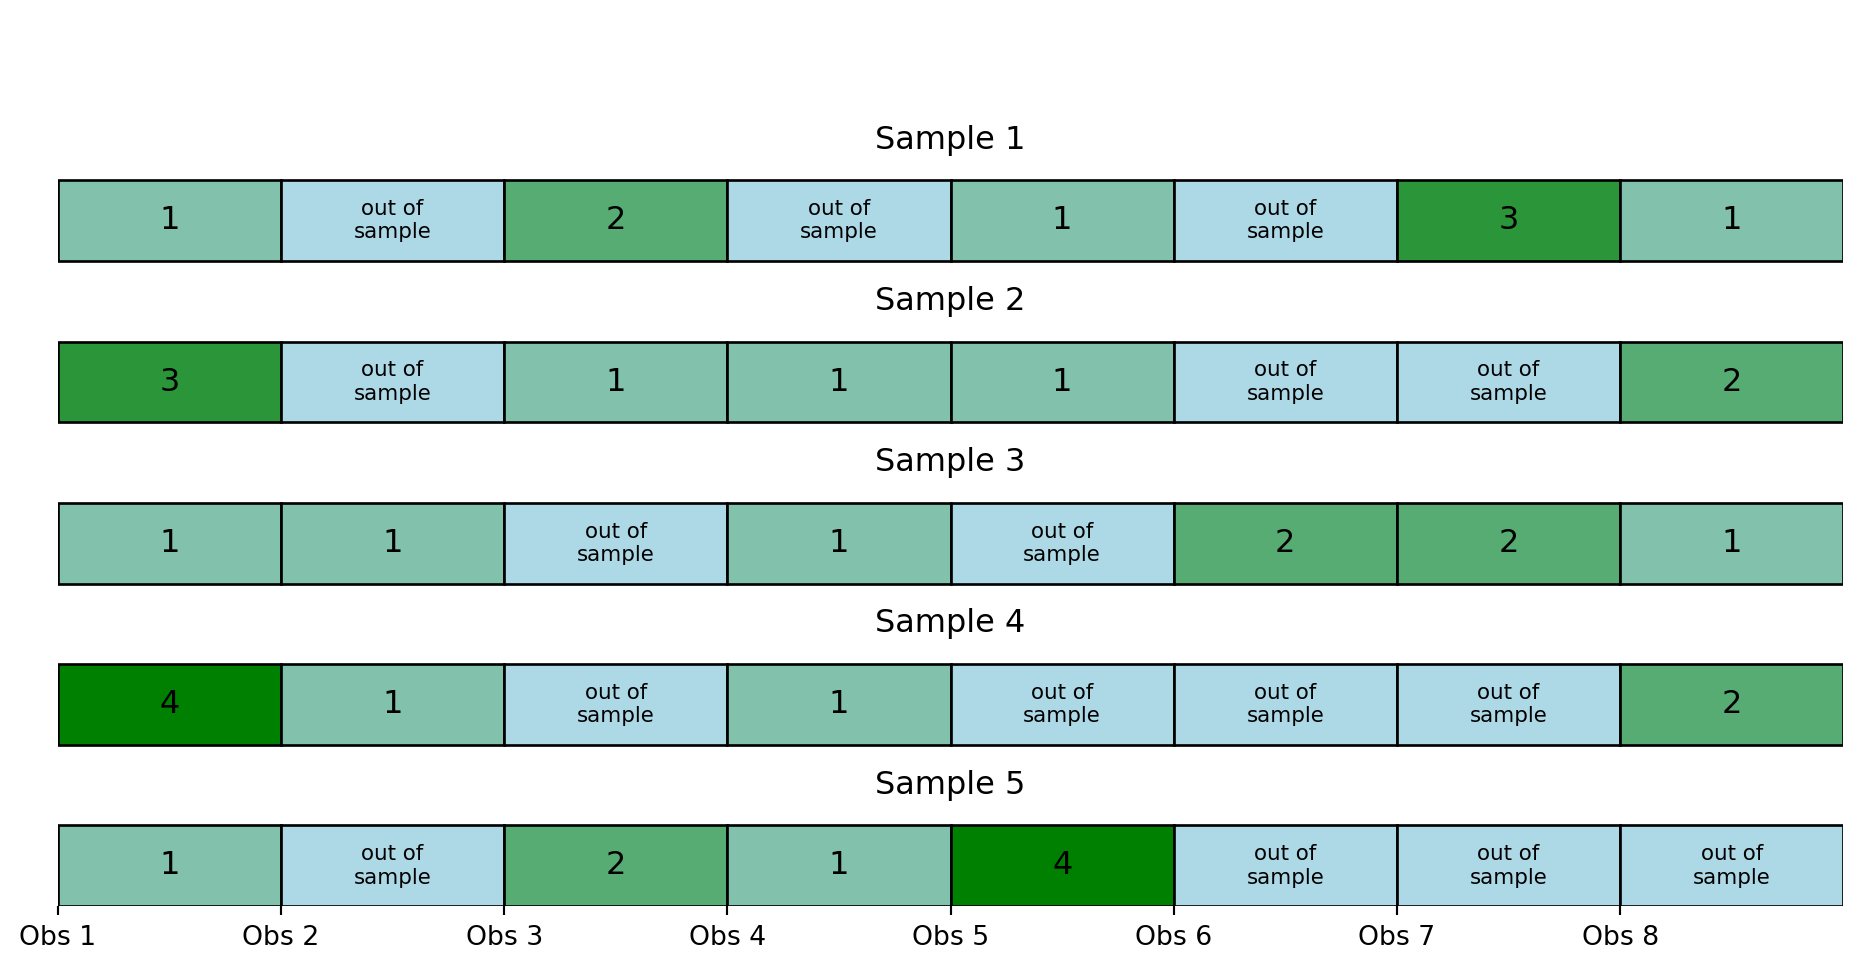 Sample 1
1 out of sample 2 out of sample 1 out of sample 3 1
Sample 2
3 out of sample 1 1 1 out of sample out of sample 2
Sample 3
1 1 out of sample 1 out of sample 2 2 1
Sample 4
4 1 out of sample 1 out of sample out of sample out of sample 2
Sample 5
1 out of sample 2 1 4 out of sample out of sample out of sample
Obs 1 Obs 2 Obs 3 Obs 4 Obs 5 Obs 6 Obs 7 Obs 8